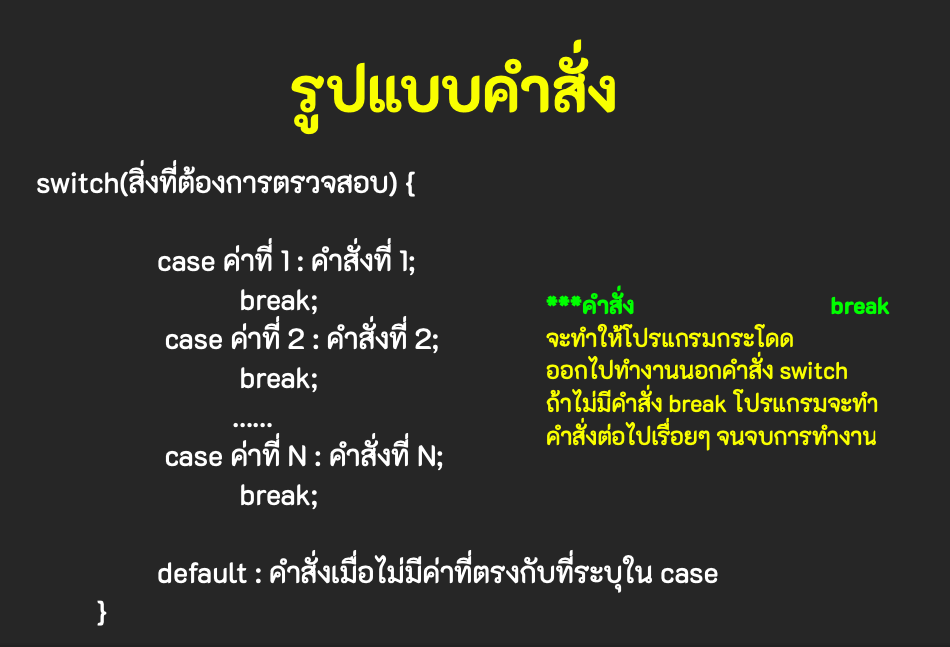 รูปแบบคำสั่ง
switch(สิ่งที่ต้องการตรวจสอบ) {
case ค่าที่ 1 : คำสั่งที่ 1;
break;
case ค่าที่ 2 : คำสั่งที่ 2;
break;
......
case ค่าที่ N : คำสั่งที่ N;
break;
default : คำสั่งเมื่อไม่มีค่าที่ตรงกับที่ระบุใน case
}
***คำสั่ง break
จะทำให้โปรแกรมกระโดด
ออกไปทำงานนอกคำสั่ง switch
ถ้าไม่มีคำสั่ง break โปรแกรมจะทำ
คำสั่งต่อไปเรื่อยๆ จนจบการทำงาน